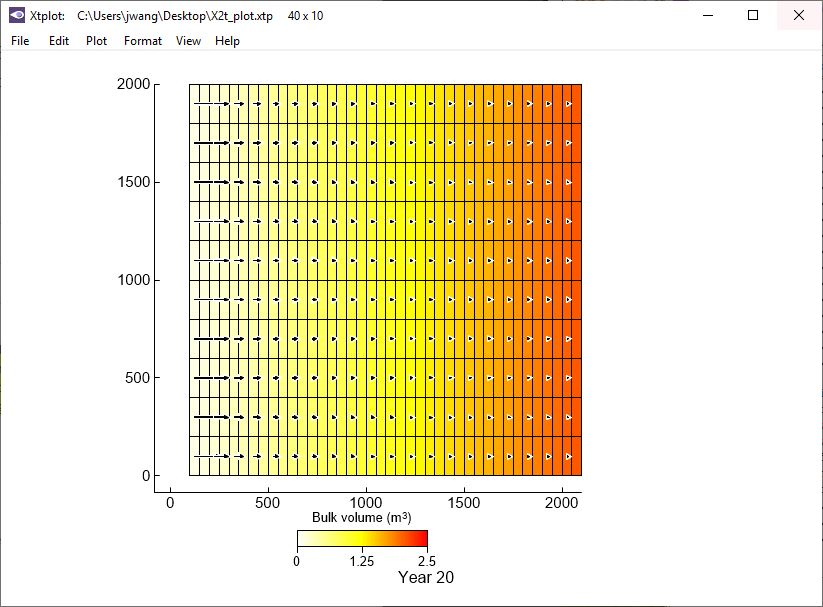 Xtplot: C:\Users\jwang\Desktop\X2t_plot.xtp 40 x 10
File Edit Plot Format View Help
2000
1500
1000
500
0
0 500 1000 1500 2000
Bulk volume (m³)
0 1.25 2.5
Year 20